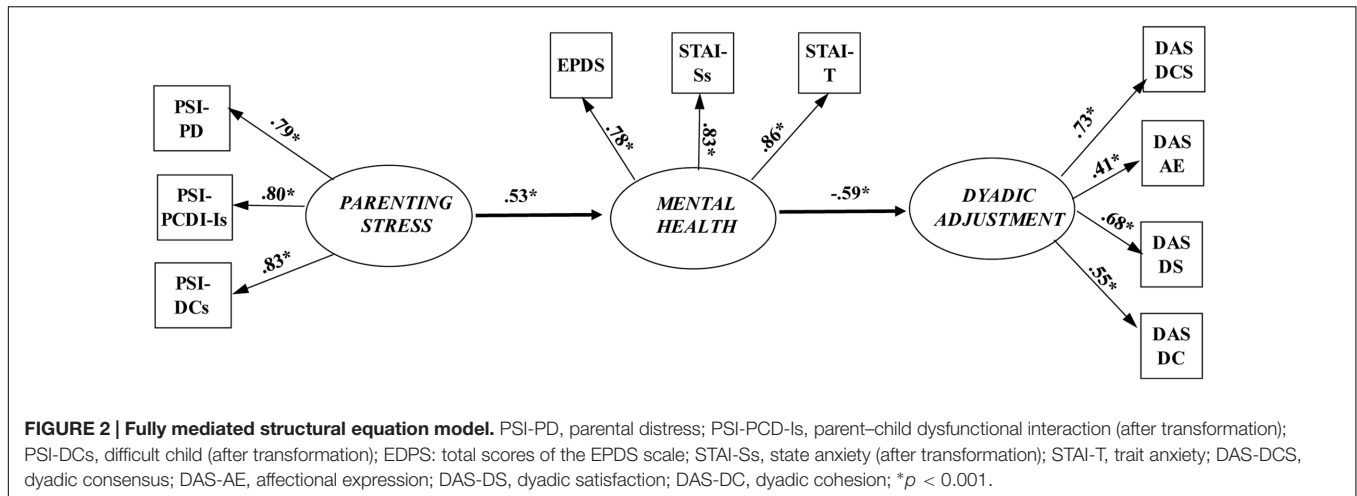 EPDS
STAI-
Ss
STAI-
T
DAS
DCS
PSI-
PD
.79*
.78*
.83*
.86*
.73*
DAS
AE
.41*
PSI-
PCDI-Is
.80*
PARENTING
STRESS
.53*
MENTAL
HEALTH
-.59*
DYADIC
ADJUSTMENT
.68*
DAS
DS
.83*
PSI-
DCs
.55*
DAS
DC
FIGURE 2 | Fully mediated structural equation model. PSI-PD, parental distress; PSI-PCD-Is, parent–child dysfunctional interaction (after transformation);
PSI-DCs, difficult child (after transformation); EDPS: total scores of the EPDS scale; STAI-Ss, state anxiety (after transformation); STAI-T, trait anxiety; DAS-DCS,
dyadic consensus; DAS-AE, affectional expression; DAS-DS, dyadic satisfaction; DAS-DC, dyadic cohesion; *p < 0.001.